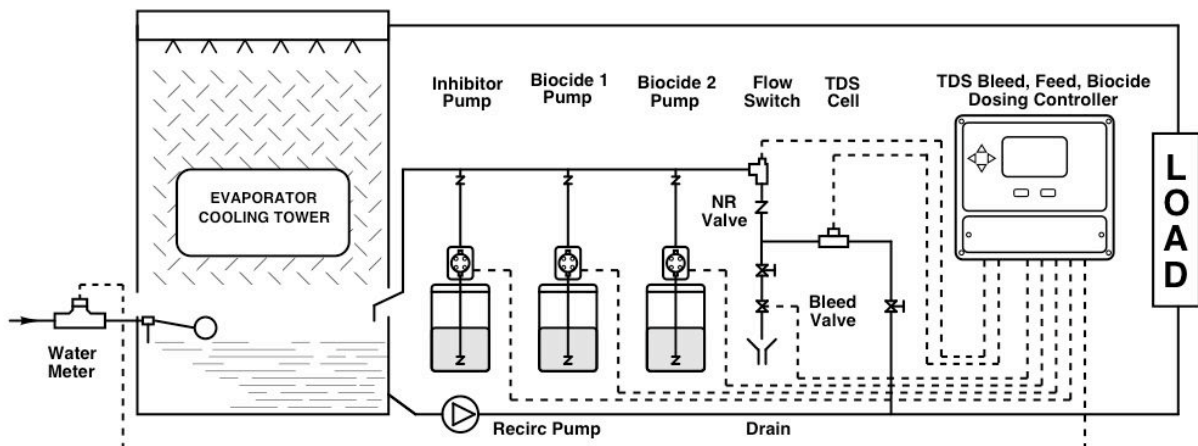 Inhibitor
Pump
Biocide 1
Pump
Biocide 2
Pump
Flow
Switch
TDS
Cell
TDS Bleed, Feed, Biocide
Dosing Controller
EVAPORATOR
COOLING TOWER
NR
Valve
LOAD
Bleed
Valve
Water
Meter
Recirc Pump
Drain